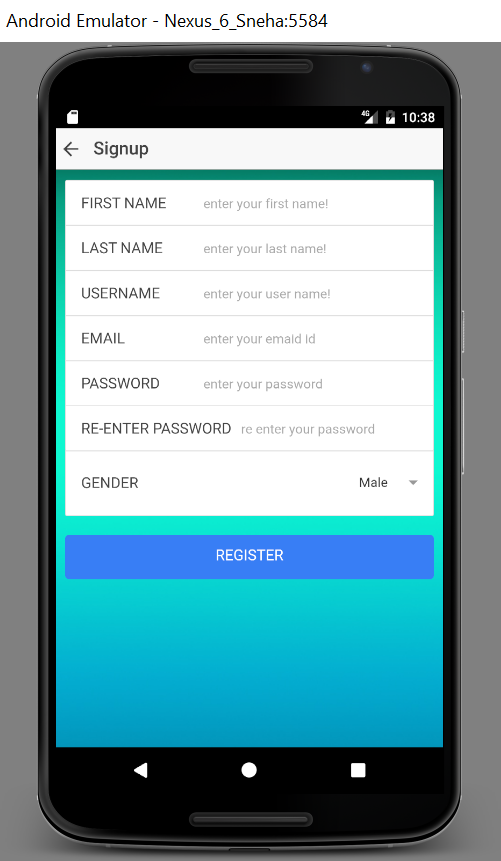 Android Emulator - Nexus_6_Sneha:5584
4G 10:38
Signup
FIRST NAME enter your first name!
LAST NAME enter your last name!
USERNAME enter your user name!
EMAIL enter your emaid id
PASSWORD enter your password
RE-ENTER PASSWORD re enter your password
GENDER Male
REGISTER